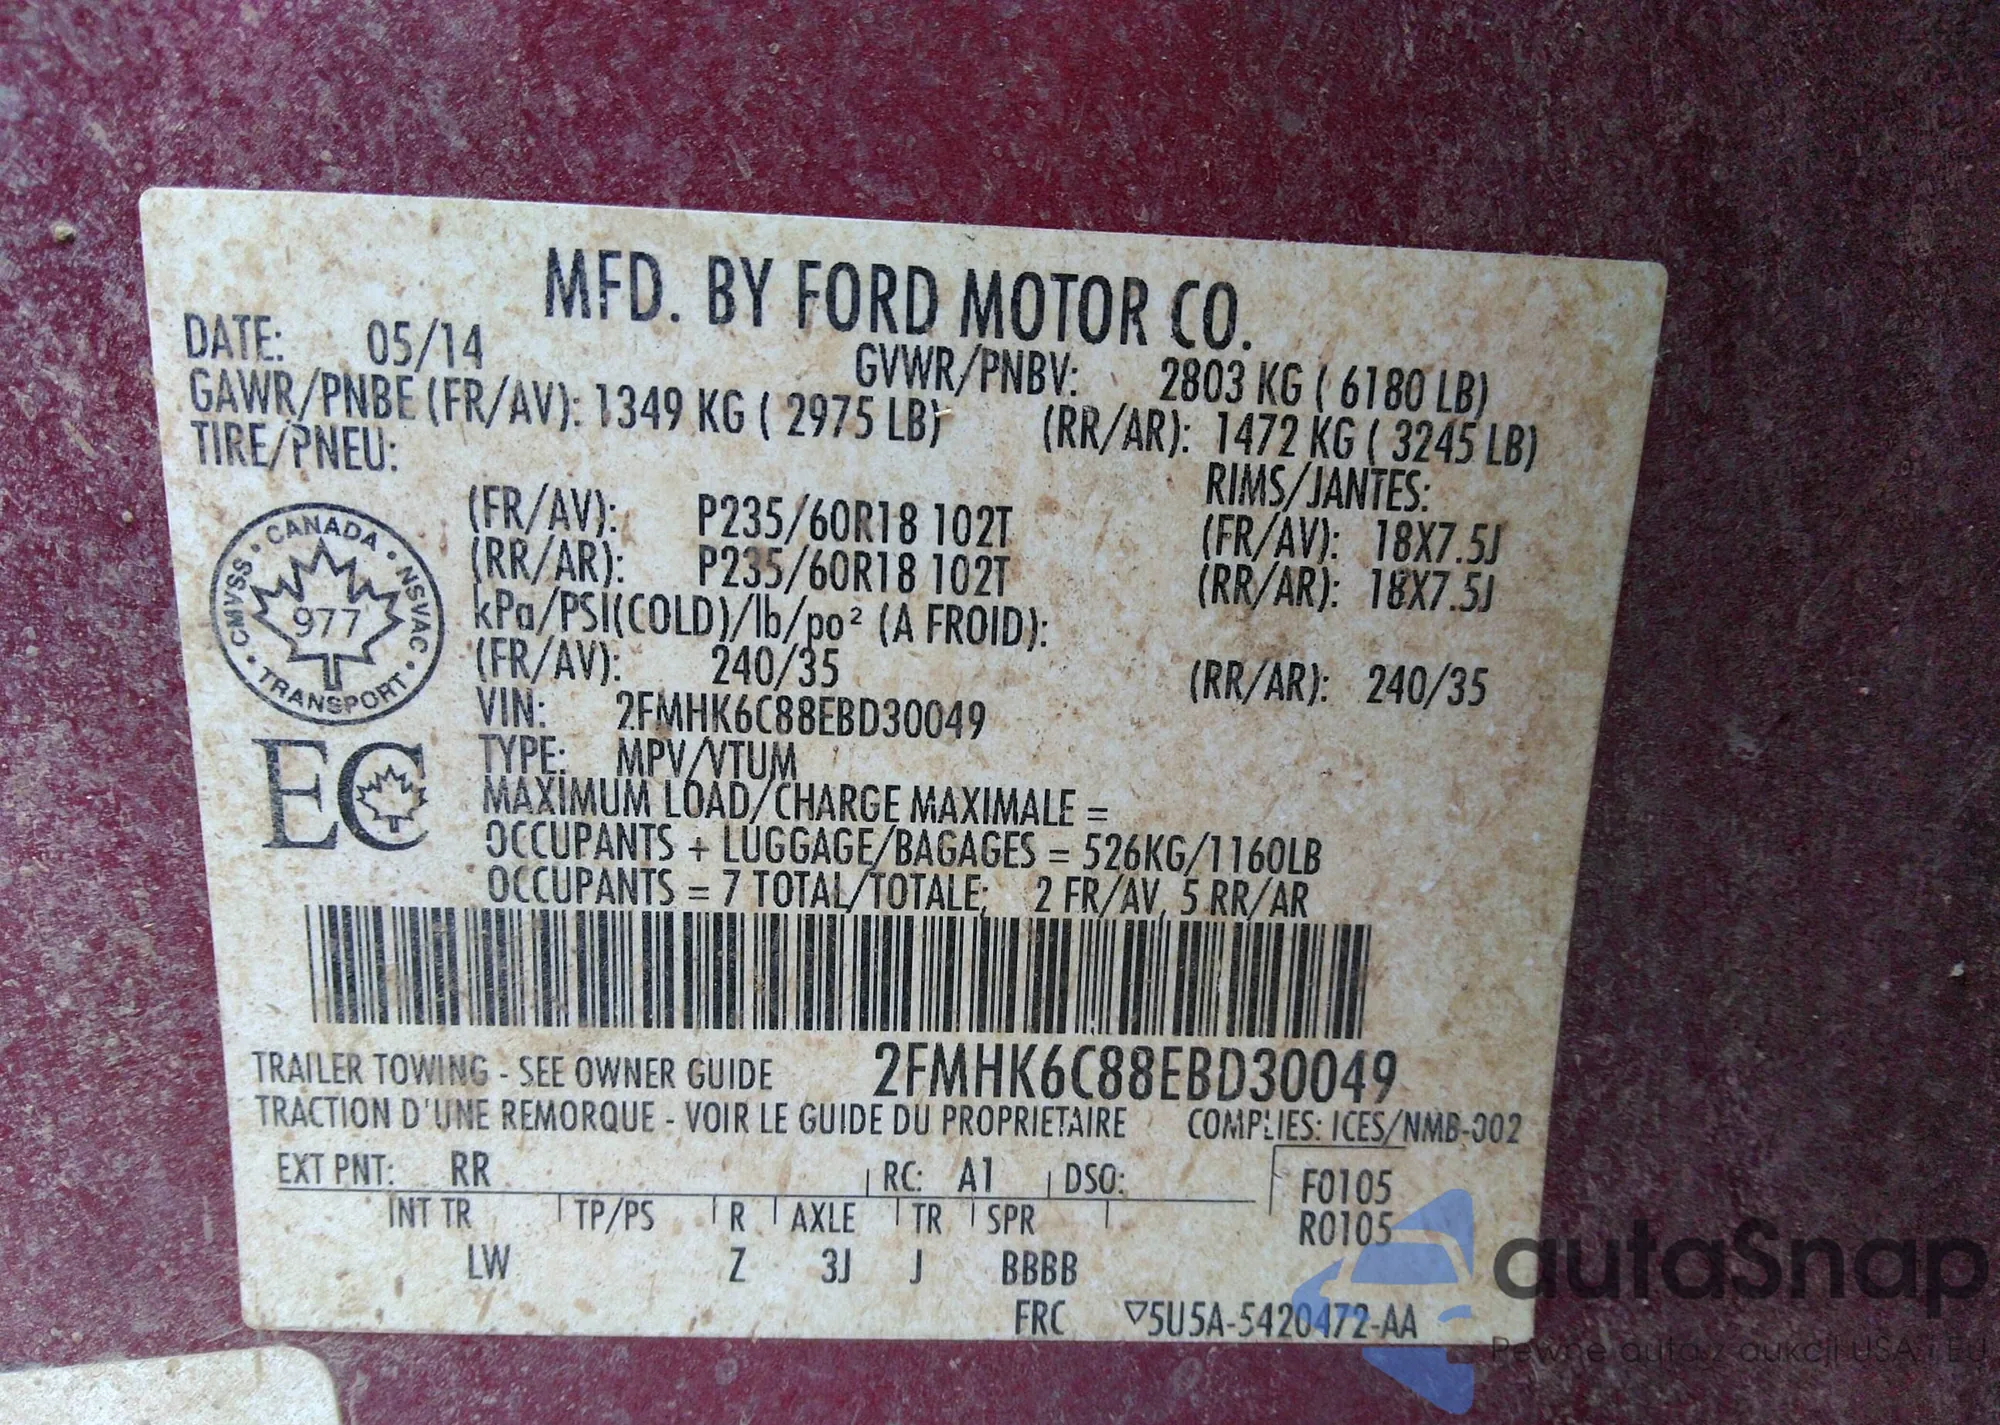 MFD. BY FORD MOTOR CO.
DATE: 05/14
GVWR/PNBV: 2803 KG ( 6180 LB)
GAWR/PNBE (FR/AV): 1349 KG ( 2975 LB) (RR/AR): 1472 KG ( 3245 LB)
TIRE/PNEU: RIMS/JANTES:
(FR/AV): P235/60R18 102T (FR/AV): 18X7.5J
(RR/AR): P235/60R18 102T (RR/AR): 18X7.5J
kPa/PSI(COLD)/lb/po² (A FROID):
(FR/AV): 240/35 (RR/AR): 240/35
CANADA • NSVAC • TRANSPORT • CMVSS •
977
EC
VIN: 2FMHK6C88EBD30049
TYPE: MPV/VTUM
MAXIMUM LOAD/CHARGE MAXIMALE =
OCCUPANTS + LUGGAGE/BAGAGES = 526KG/1160LB
OCCUPANTS = 7 TOTAL/TOTALE; 2 FR/AV, 5 RR/AR
TRAILER TOWING - SEE OWNER GUIDE 2FMHK6C88EBD30049
TRACTION D'UNE REMORQUE - VOIR LE GUIDE DU PROPRIETAIRE COMPLIES: ICES/NMB-002
EXT PNT: RR RC: A1 DSO: F0105
INT TR TP/PS R AXLE TR SPR R0105
LW Z 3J J BBBB
FRC ▽5U5A-5420472-AA
autaSnap
Pewne auta z aukcji USA i EU